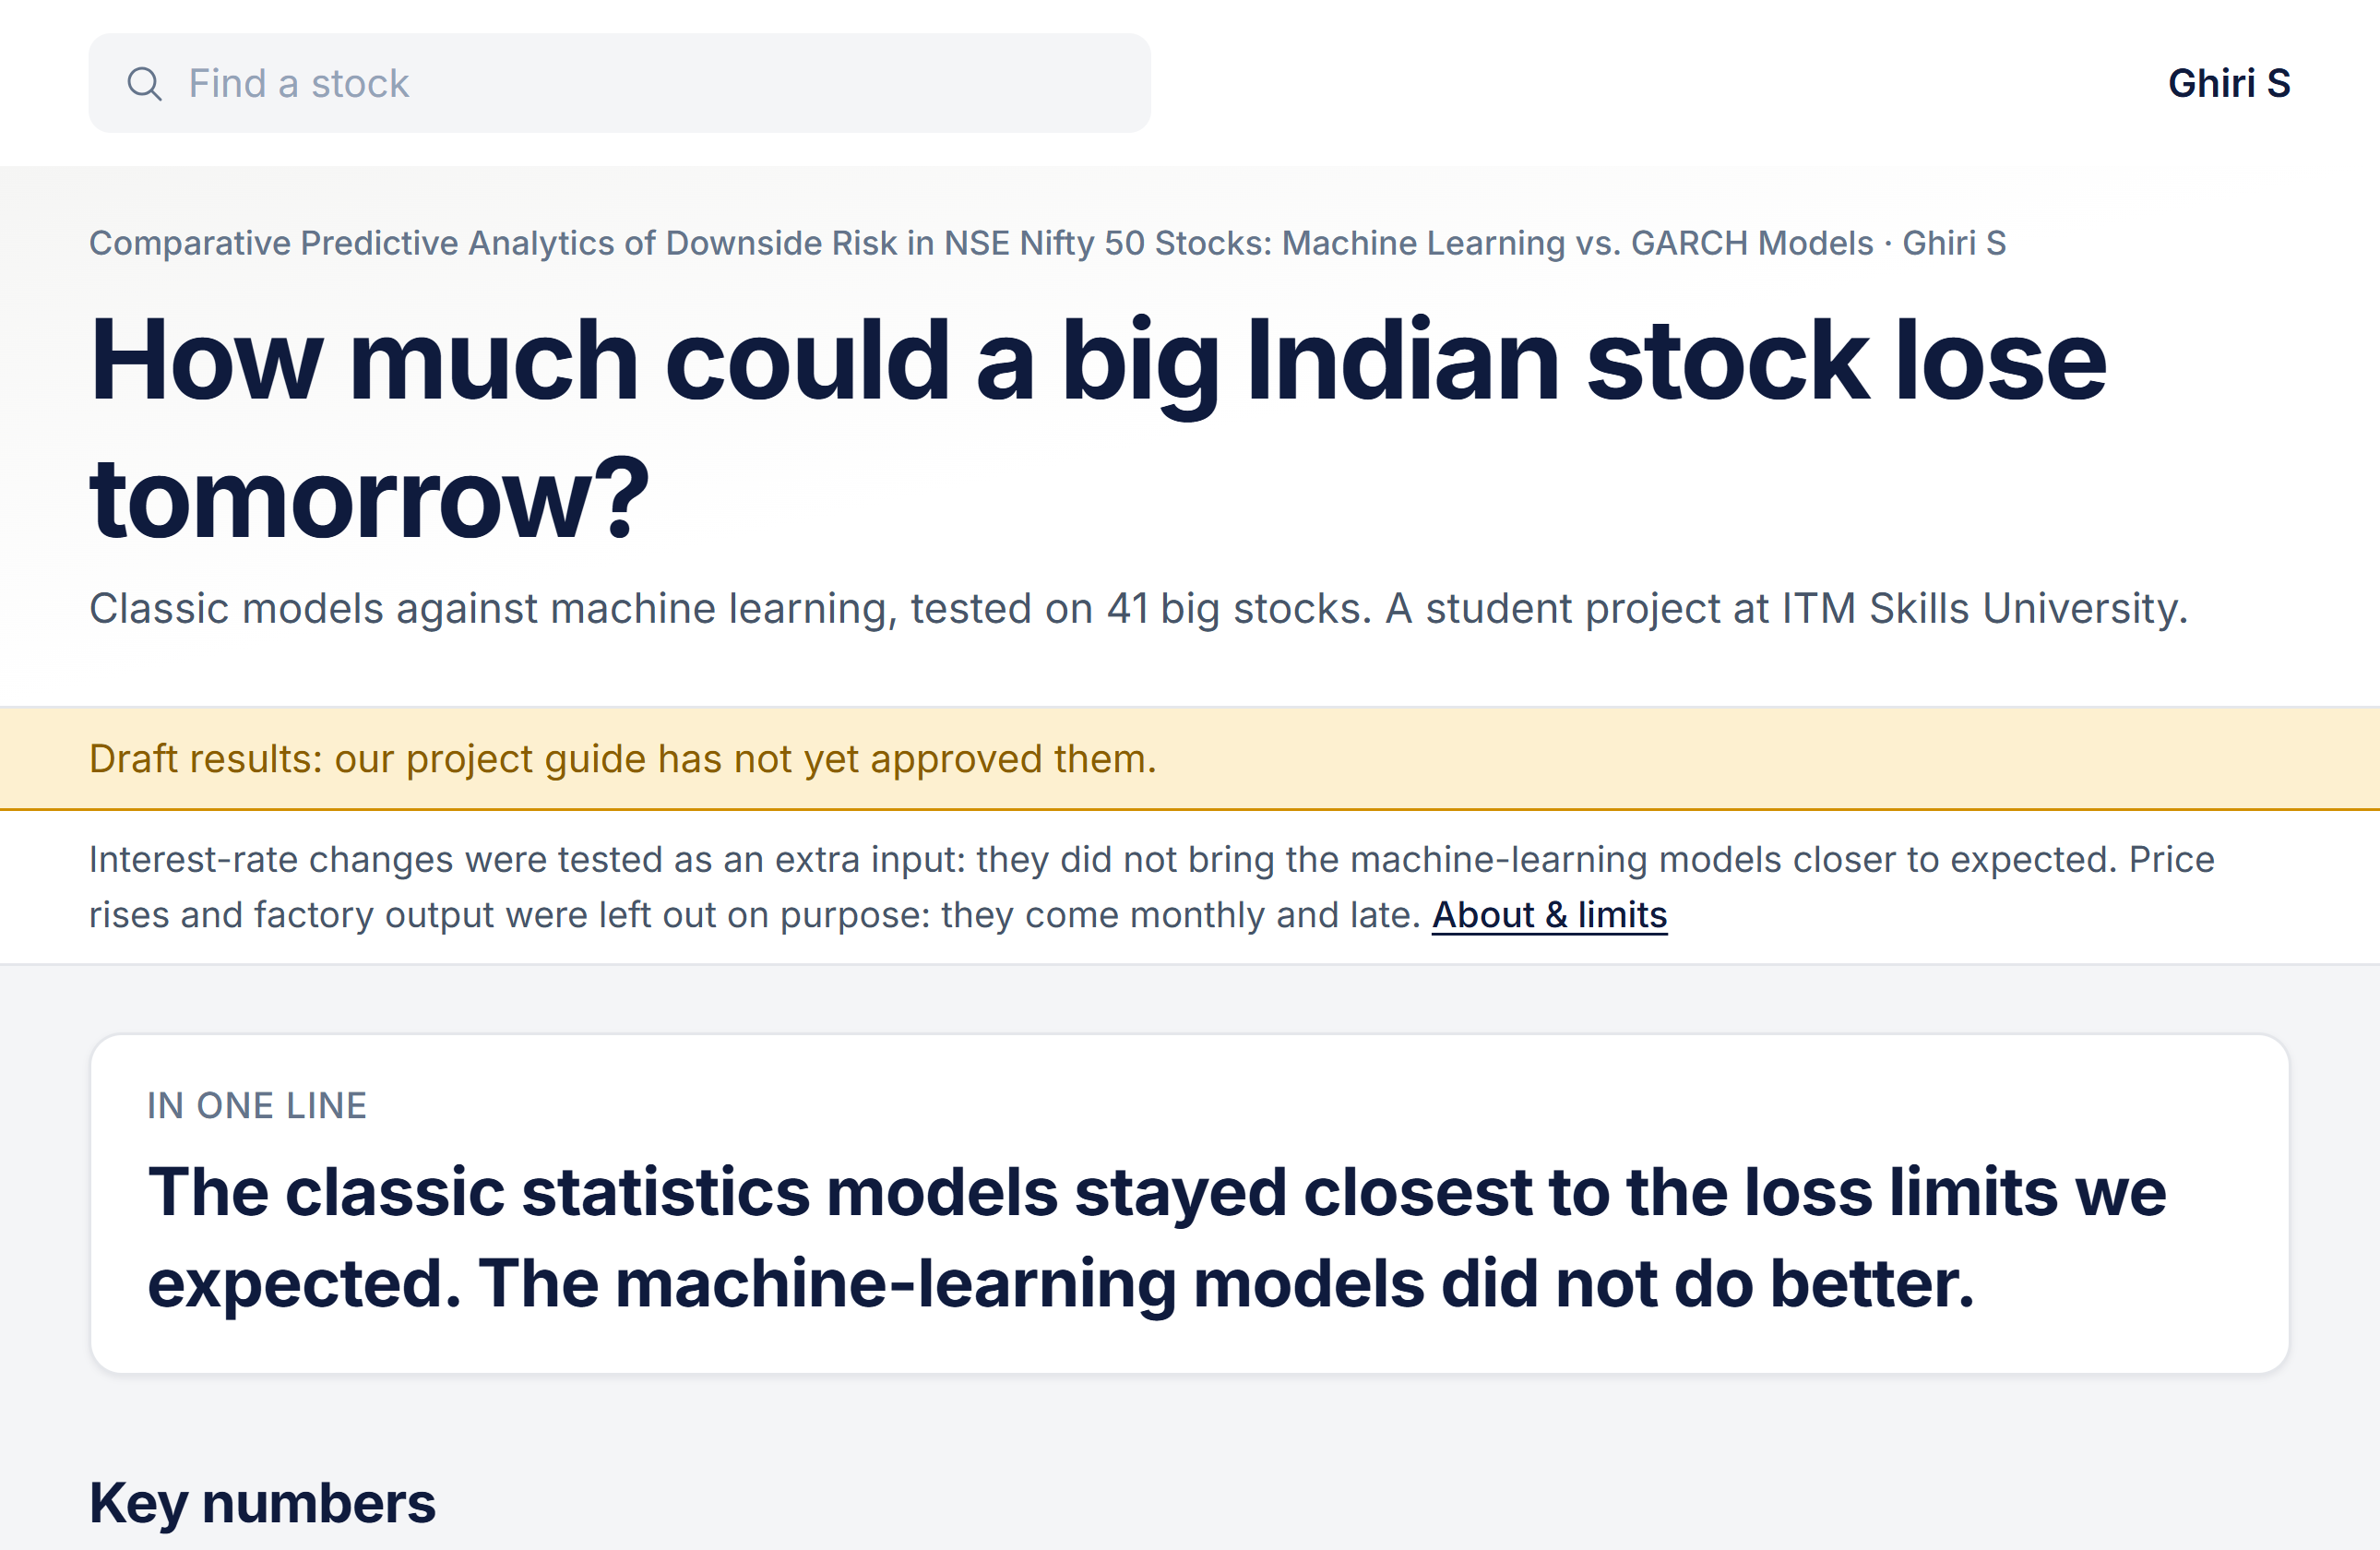 Find a stock
Ghiri S
Comparative Predictive Analytics of Downside Risk in NSE Nifty 50 Stocks: Machine Learning vs. GARCH Models · Ghiri S
How much could a big Indian stock lose
tomorrow?
Classic models against machine learning, tested on 41 big stocks. A student project at ITM Skills University.
Draft results: our project guide has not yet approved them.
Interest-rate changes were tested as an extra input: they did not bring the machine-learning models closer to expected. Price
rises and factory output were left out on purpose: they come monthly and late. About & limits
IN ONE LINE
The classic statistics models stayed closest to the loss limits we
expected. The machine-learning models did not do better.
Key numbers